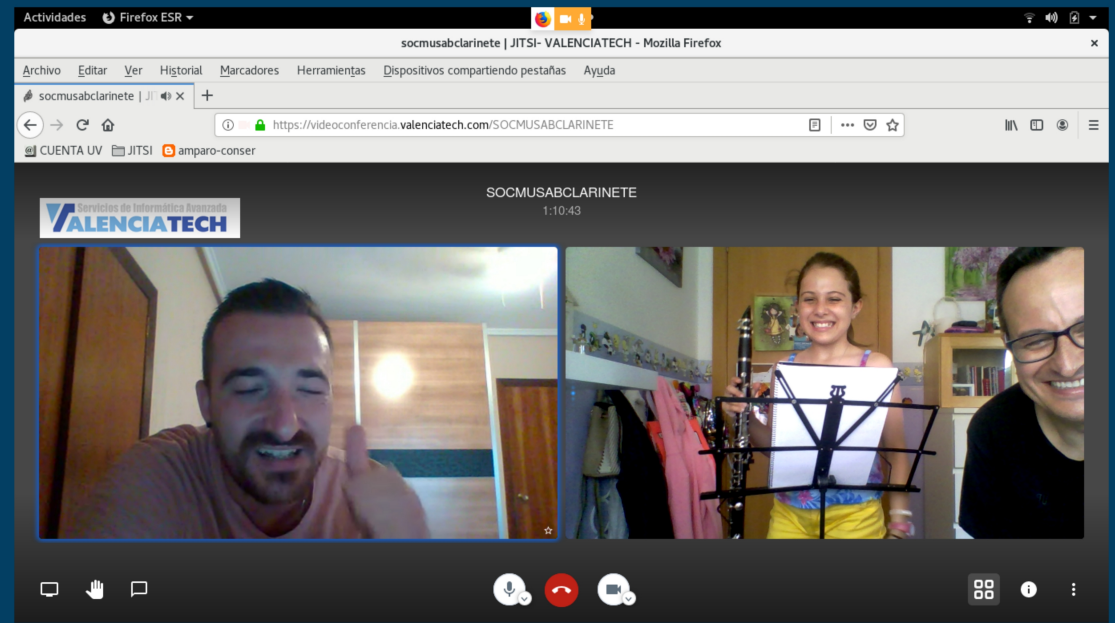 Actividades Firefox ESR
socmusabclarinete | JITSI- VALENCIATECH - Mozilla Firefox
Archivo Editar Ver Historial Marcadores Herramientas Dispositivos compartiendo pestañas Ayuda
socmusabclarinete | JIT
https://videoconferencia.valenciatech.com/SOCMUSABCLARINETE
CUENTA UV JITSI amparo-conser
SOCMUSABCLARINETE
1:10:43
Servicios de Informática Avanzada
VALENCIATECH